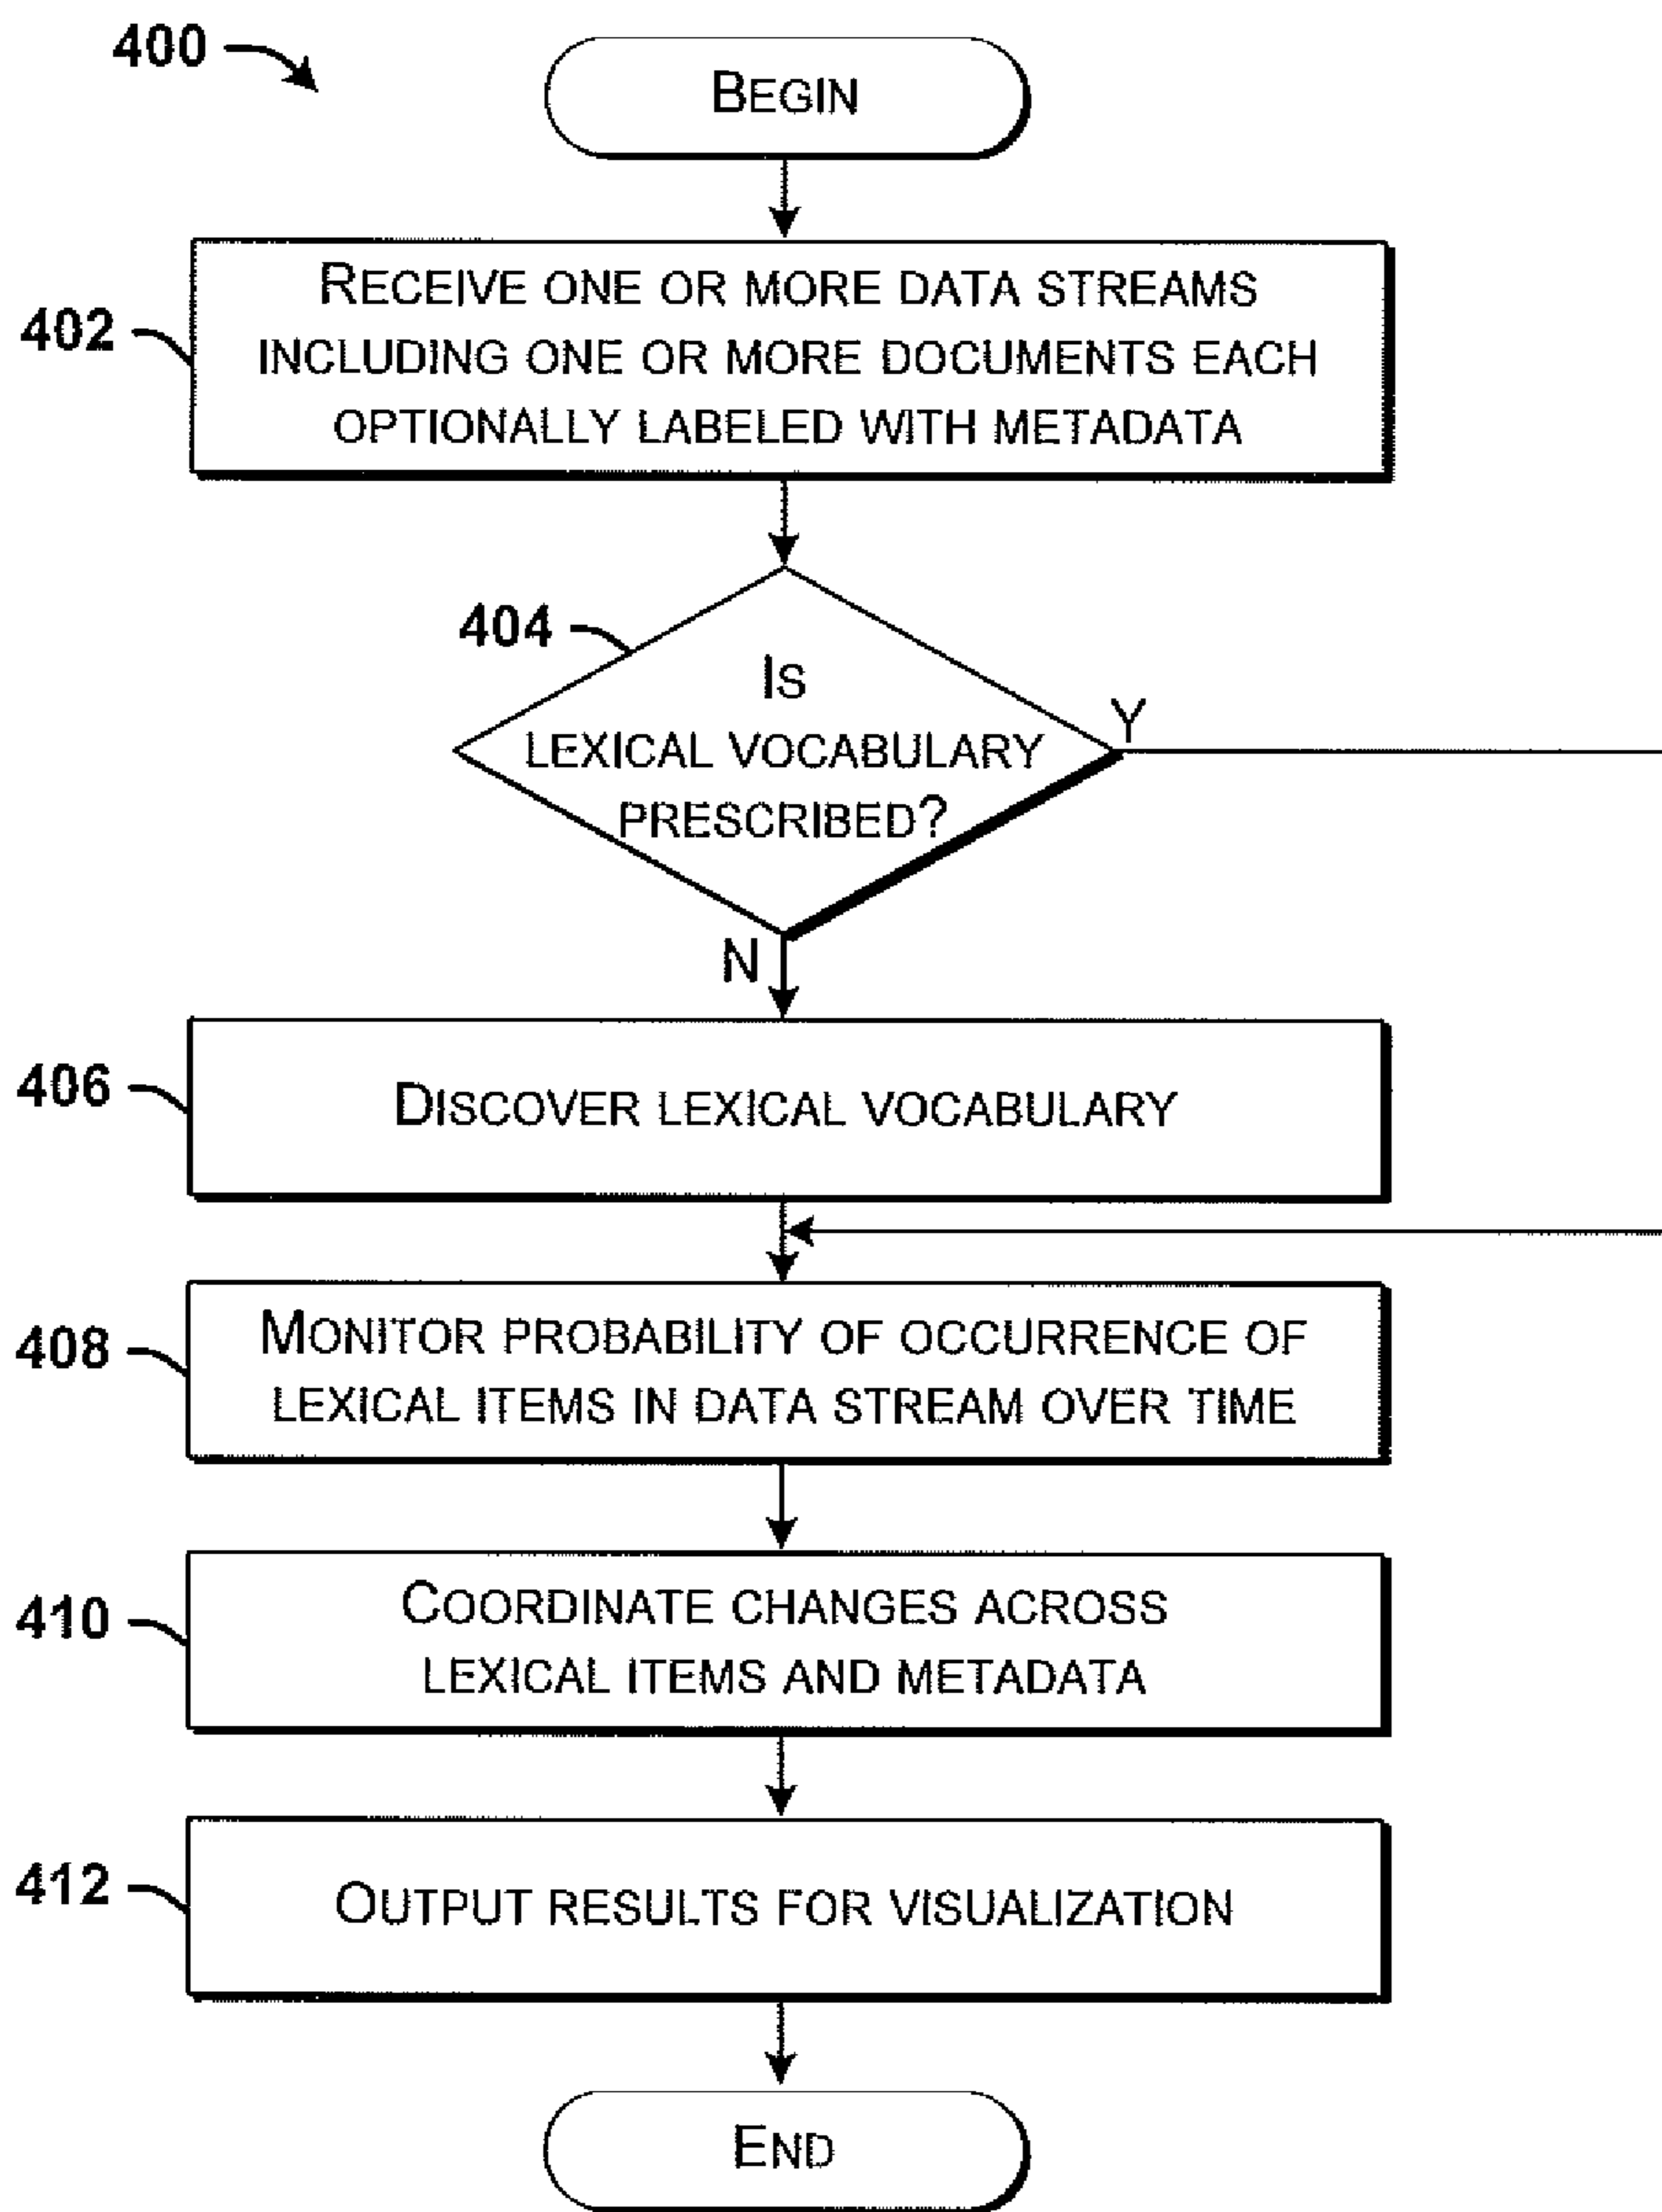 400
BEGIN
402
RECEIVE ONE OR MORE DATA STREAMS
INCLUDING ONE OR MORE DOCUMENTS EACH
OPTIONALLY LABELED WITH METADATA
404
IS
LEXICAL VOCABULARY
PRESCRIBED?
Y
N
406
DISCOVER LEXICAL VOCABULARY
408
MONITOR PROBABILITY OF OCCURRENCE OF
LEXICAL ITEMS IN DATA STREAM OVER TIME
410
COORDINATE CHANGES ACROSS
LEXICAL ITEMS AND METADATA
412
OUTPUT RESULTS FOR VISUALIZATION
END